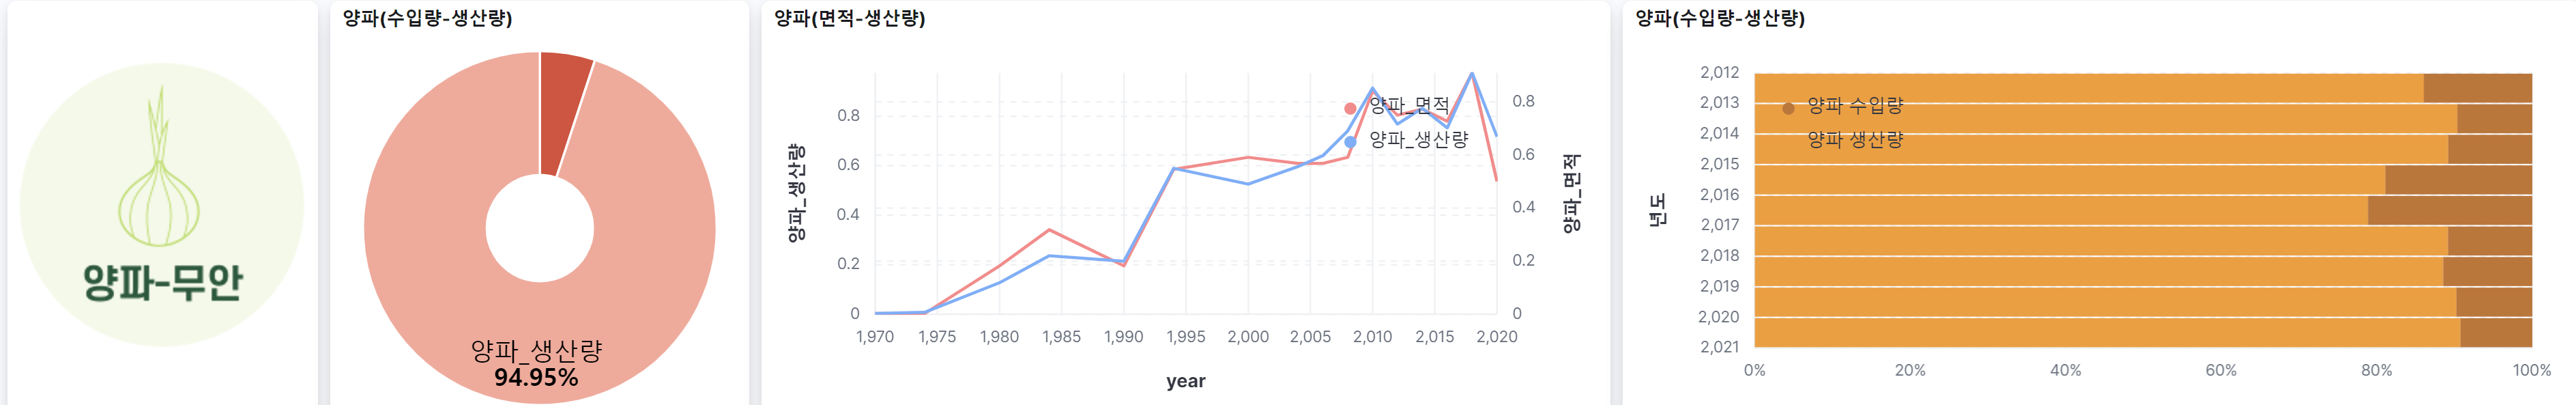 양파-무안
양파(수입량-생산량)
양파_생산량
94.95%
양파(면적-생산량)
양파_면적
양파_생산량
양파_생산량
0.8
0.6
0.4
0.2
0
0.8
0.6
0.4
0.2
0
양파_면적
1,970 1,975 1,980 1,985 1,990 1,995 2,000 2,005 2,010 2,015 2,020
year
양파(수입량-생산량)
양파 수입량
양파 생산량
년도
2,012
2,013
2,014
2,015
2,016
2,017
2,018
2,019
2,020
2,021
0% 20% 40% 60% 80% 100%